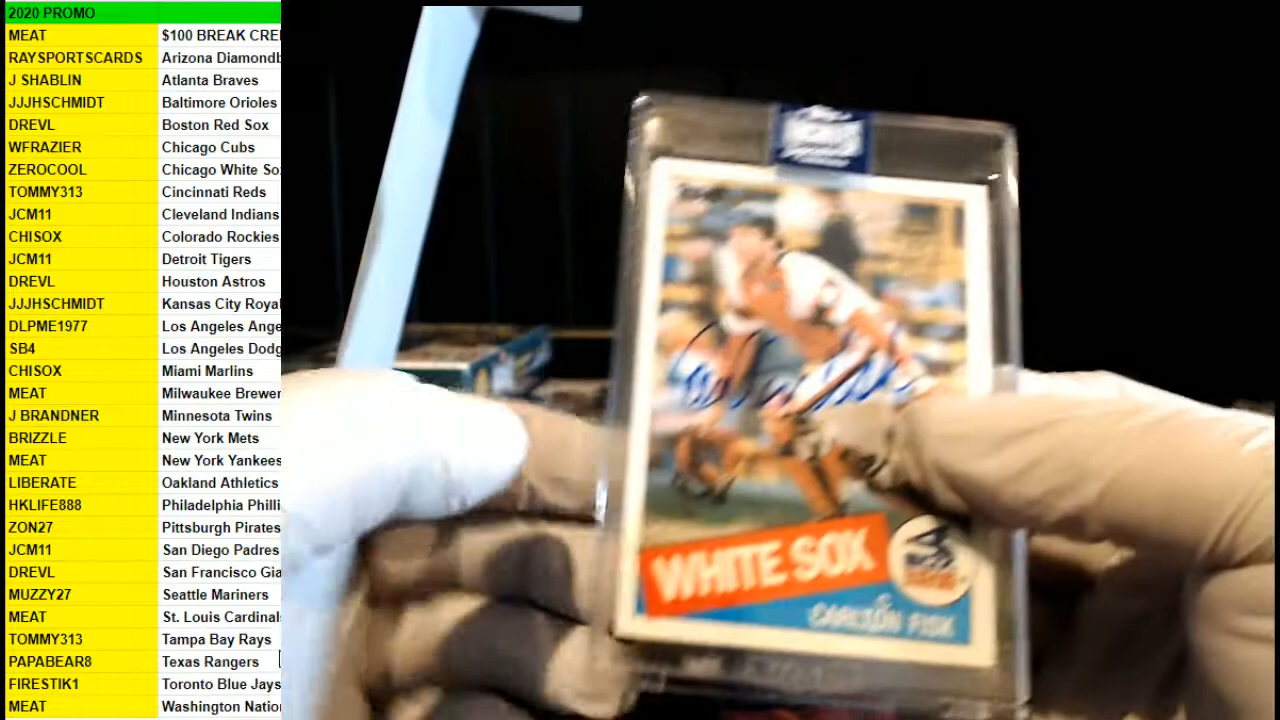 2020 PROMO
MEAT $100 BREAK CRE
RAYSPORTSCARDS Arizona Diamondb
J SHABLIN Atlanta Braves
JJJHSCHMIDT Baltimore Orioles
DREVL Boston Red Sox
WFRAZIER Chicago Cubs
ZEROCOOL Chicago White So
TOMMY313 Cincinnati Reds
JCM11 Cleveland Indians
CHISOX Colorado Rockies
JCM11 Detroit Tigers
DREVL Houston Astros
JJJHSCHMIDT Kansas City Royal
DLPME1977 Los Angeles Ange
SB4 Los Angeles Dodg
CHISOX Miami Marlins
MEAT Milwaukee Brewer
J BRANDNER Minnesota Twins
BRIZZLE New York Mets
MEAT New York Yankees
LIBERATE Oakland Athletics
HKLIFE888 Philadelphia Philli
ZON27 Pittsburgh Pirates
JCM11 San Diego Padres
DREVL San Francisco Gia
MUZZY27 Seattle Mariners
MEAT St. Louis Cardinals
TOMMY313 Tampa Bay Rays
PAPABEAR8 Texas Rangers
FIRESTIK1 Toronto Blue Jays
MEAT Washington Natio
WHITE SOX
C
CARLTON FISK